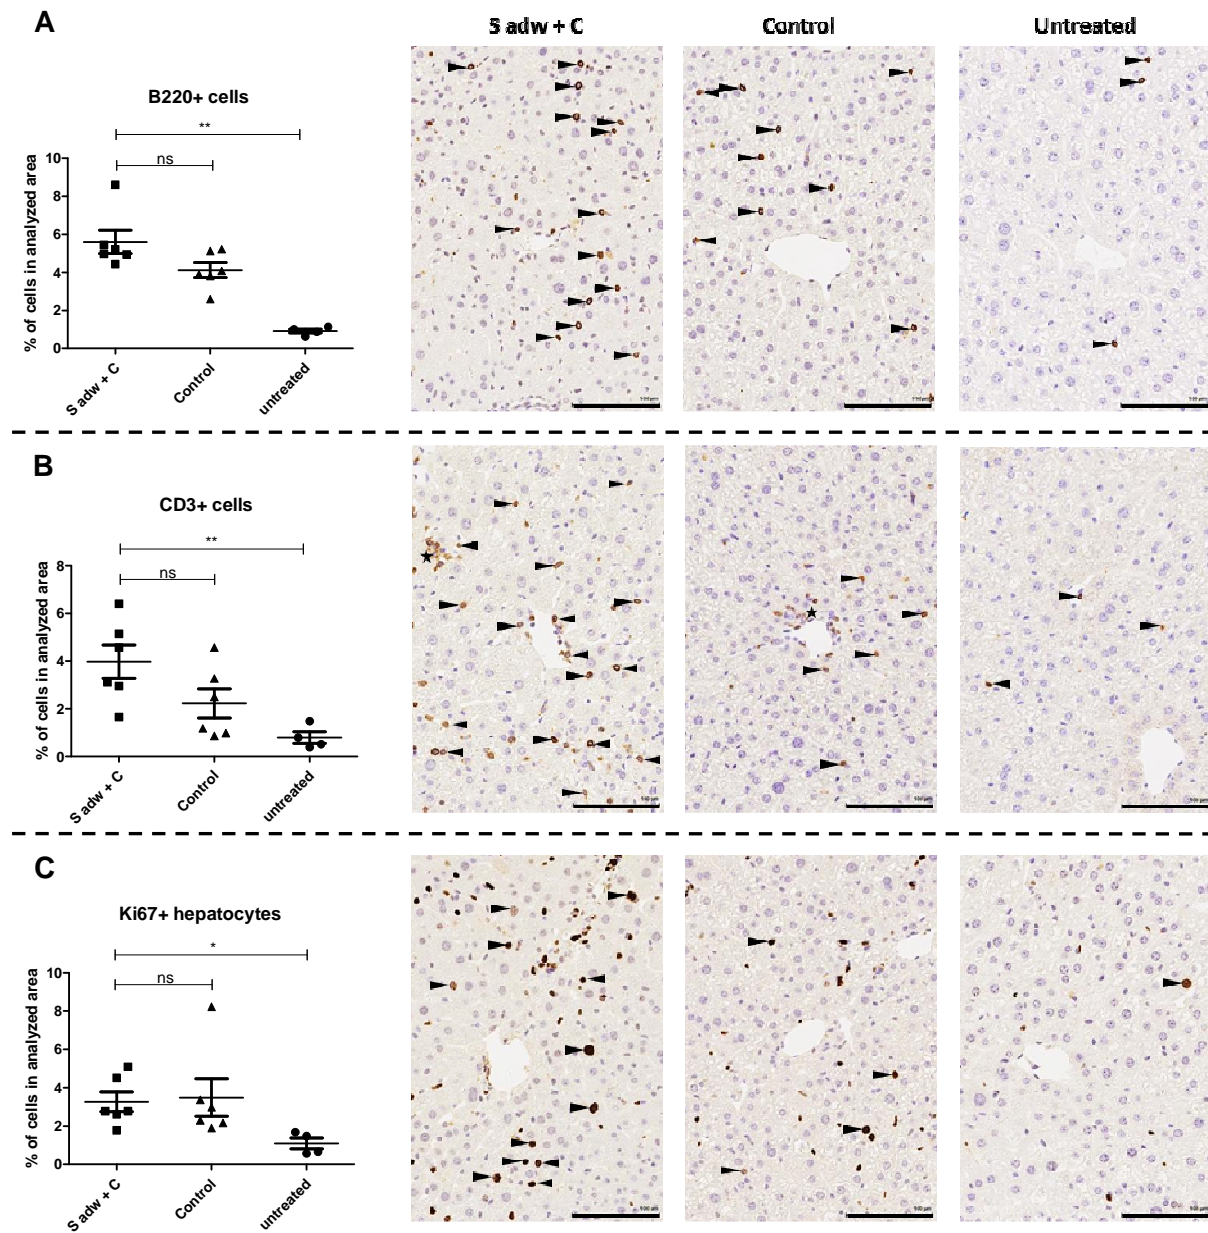 S adw + C Control Untreated
A
B220+ cells
**
ns
% of cells in analyzed area
10
8
6
4
2
0
S adw + C
Control
untreated
B
CD3+ cells
**
ns
% of cells in analyzed area
8
6
4
2
0
S adw + C
Control
untreated
C
Ki67+ hepatocytes
*
ns
% of cells in analyzed area
10
8
6
4
2
0
S adw + C
Control
untreated